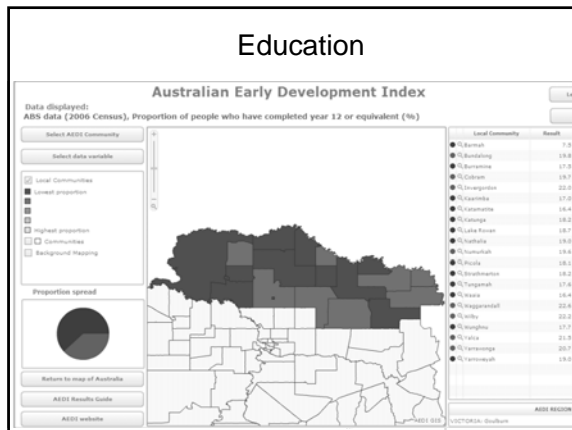 Education
Australian Early Development Index
Data displayed:
ABS data (2006 Census), Proportion of people who have completed year 12 or equivalent (%)
Select AEDI Community
Select data variable
Local Communities
Lowest proportion
Highest proportion
Communities
Background Mapping
Proportion spread
Return to map of Australia
AEDI Results Guide
AEDI website
AEDI GIS
Local Community Result
Barmah 7.5
Bundalong 19.8
Burramine 17.5
Cobram 19.7
Invergordon 22.0
Kaarimba 17.0
Katamatite 16.4
Katunga 18.2
Lake Rowan 18.7
Nathalia 19.0
Numurkah 19.6
Picola 18.1
Strathmerton 18.2
Tungamah 17.6
Waaia 16.4
Waggarandall 22.6
Wilby 22.2
Wunghnu 17.7
Yalca 21.5
Yarrawonga 20.7
Yarroweyah 19.0
AEDI REGION
VICTORIA: Goulburn